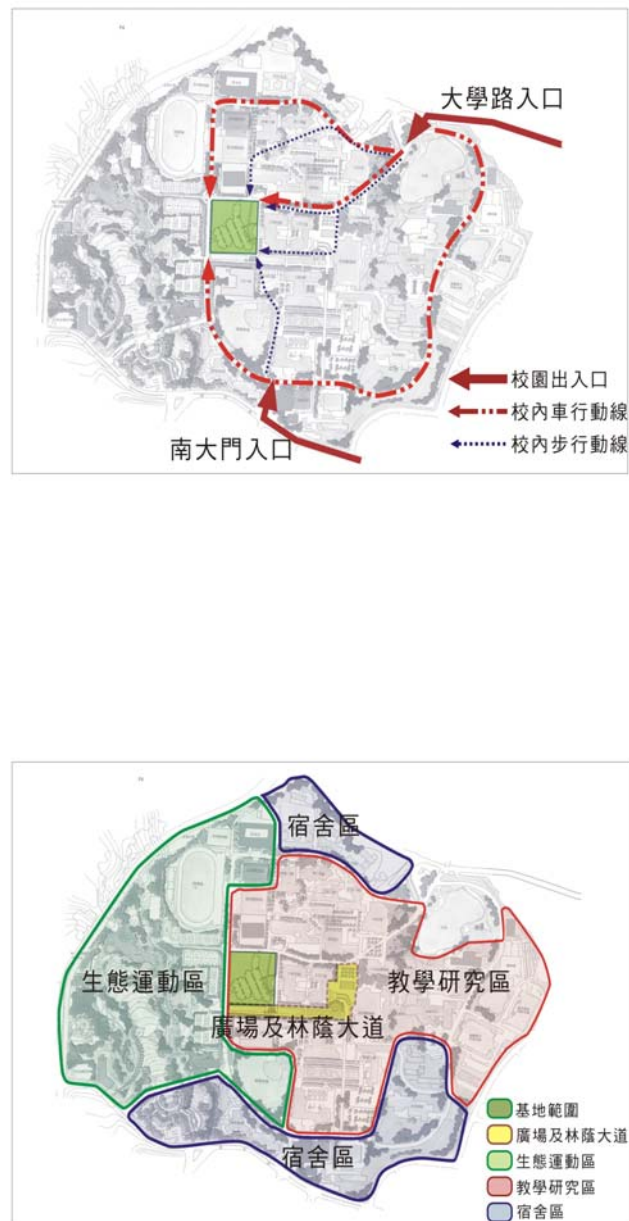 大學路入口
校園出入口
校內車行動線
南大門入口
校內步行動線
宿舍區
生態運動區
教學研究區
廣場及林蔭大道
宿舍區
基地範圍
廣場及林蔭大道
生態運動區
教學研究區
宿舍區